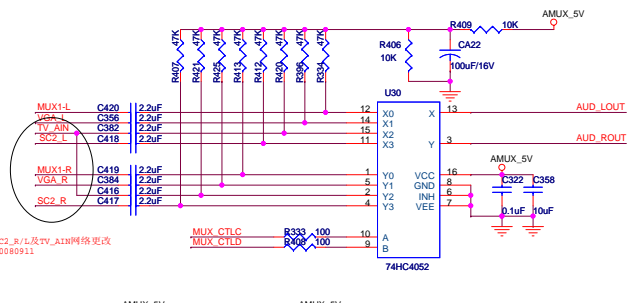 AMUX_5V
R409 10K
47K 47K 47K 47K 47K 47K 47K 47K
R407 R421 R425 R413 R412 R420 R396 R334
R406
10K
CA22
100uF/16V
U30
MUX1-L C420 2.2uF 12 X0 X 13 AUD_LOUT
VGA_L C356 2.2uF 14 X1
TV_AIN C382 2.2uF 15 X2
SC2_L C418 2.2uF 11 X3 Y 3 AUD_ROUT
AMUX_5V
MUX1-R C419 2.2uF 1 Y0 VCC 16
VGA_R C384 2.2uF 5 Y1 GND 8 C322 C358
C416 2.2uF 2 Y2 INH 6
SC2_R C417 2.2uF 4 Y3 VEE 7 0.1uF 10uF
MUX_CTLC R333 100 10 A
MUX_CTLD R408 100 9 B
74HC4052
C2_R/L及TV_AIN网络更改
0080911
AMUX_5V AMUX_5V